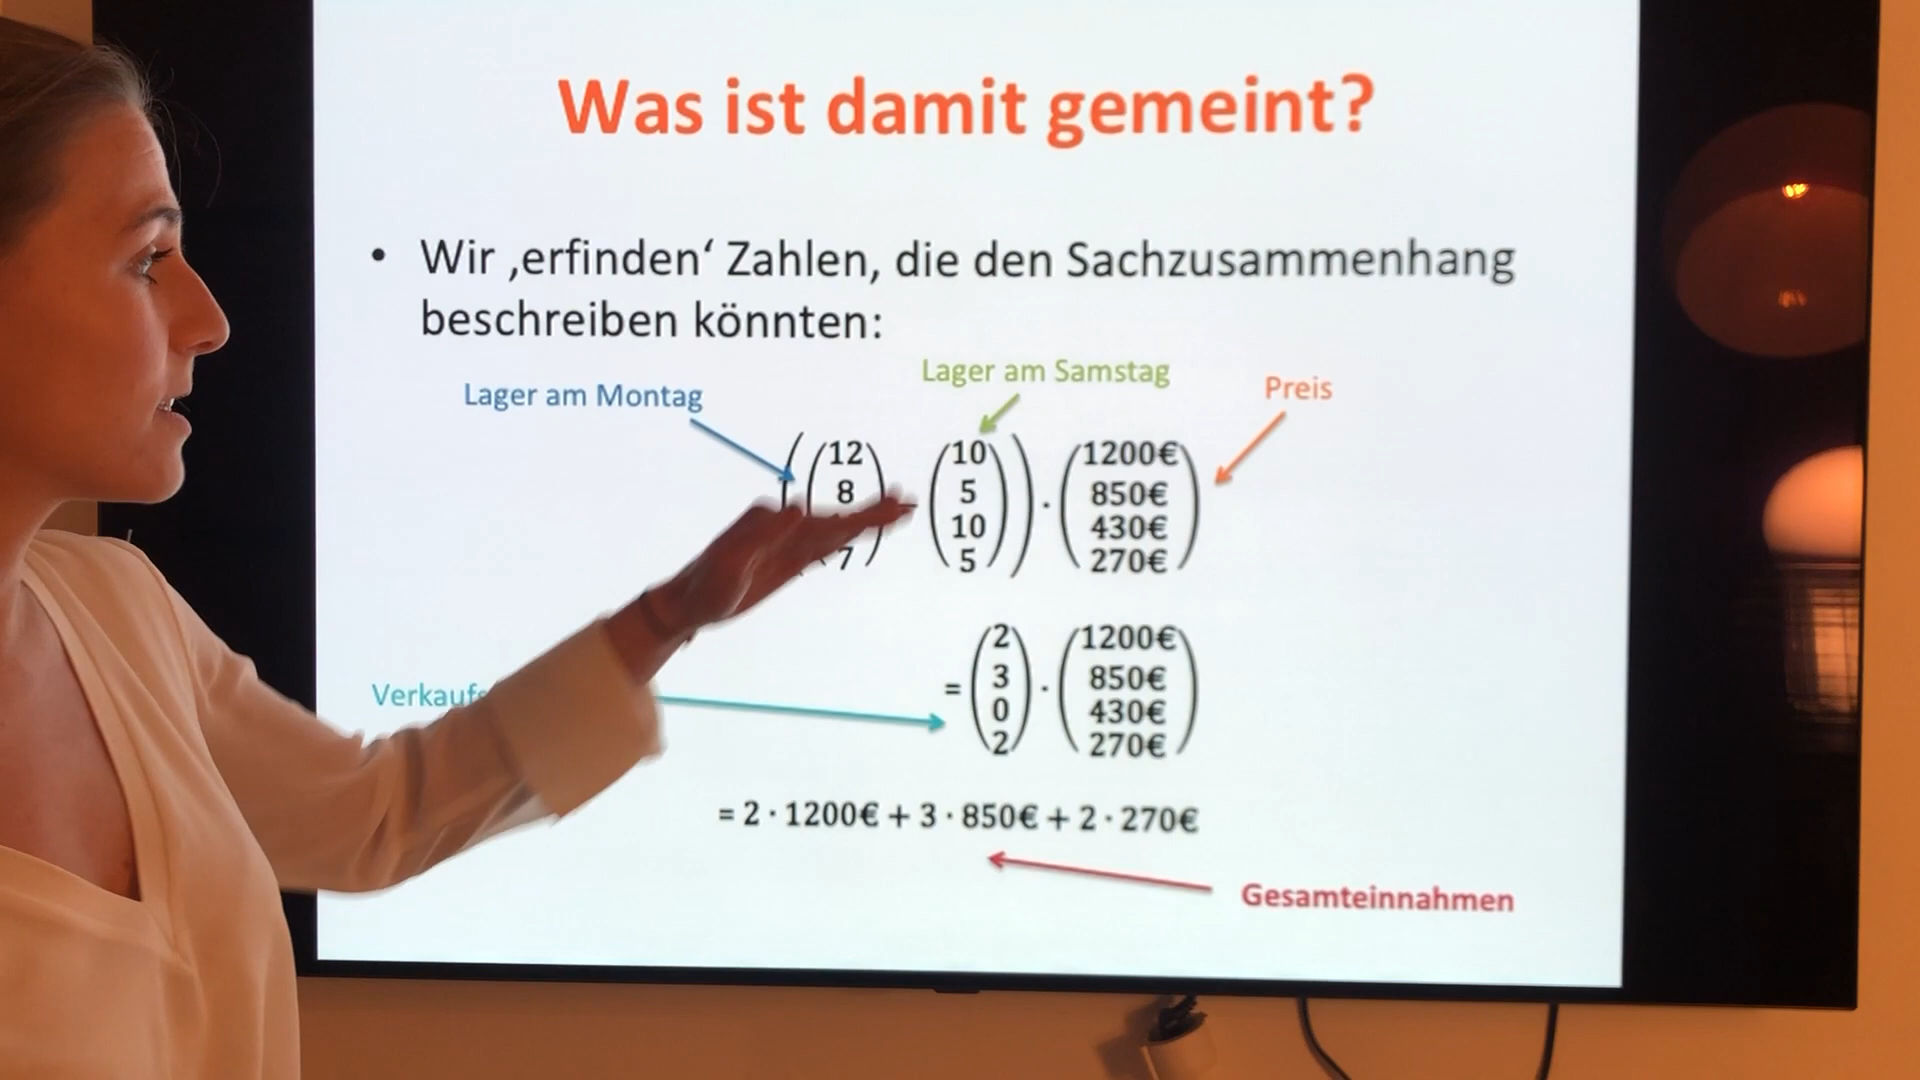 Was ist damit gemeint?
• Wir ‚erfinden‘ Zahlen, die den Sachzusammenhang
beschreiben könnten:
Lager am Montag
Lager am Samstag
Preis
( ( 12 ) − ( 10 ) ) · ( 1200€ )
8 5 850€
10 430€
7 5 270€
= ( 2 ) · ( 1200€ )
3 850€
0 430€
2 270€
= 2 · 1200€ + 3 · 850€ + 2 · 270€
Gesamteinnahmen